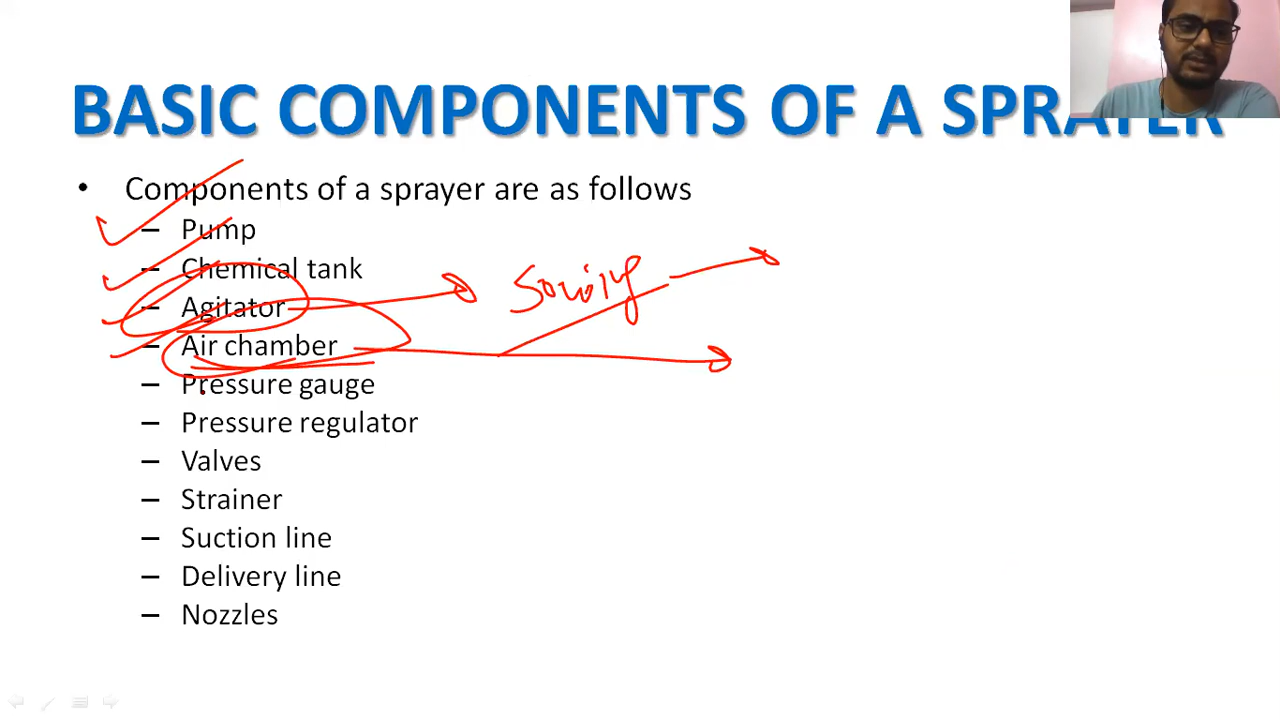 BASIC COMPONENTS OF A SPRAYER
• Components of a sprayer are as follows
– Pump
– Chemical tank
– Agitator
– Air chamber
– Pressure gauge
– Pressure regulator
– Valves
– Strainer
– Suction line
– Delivery line
– Nozzles